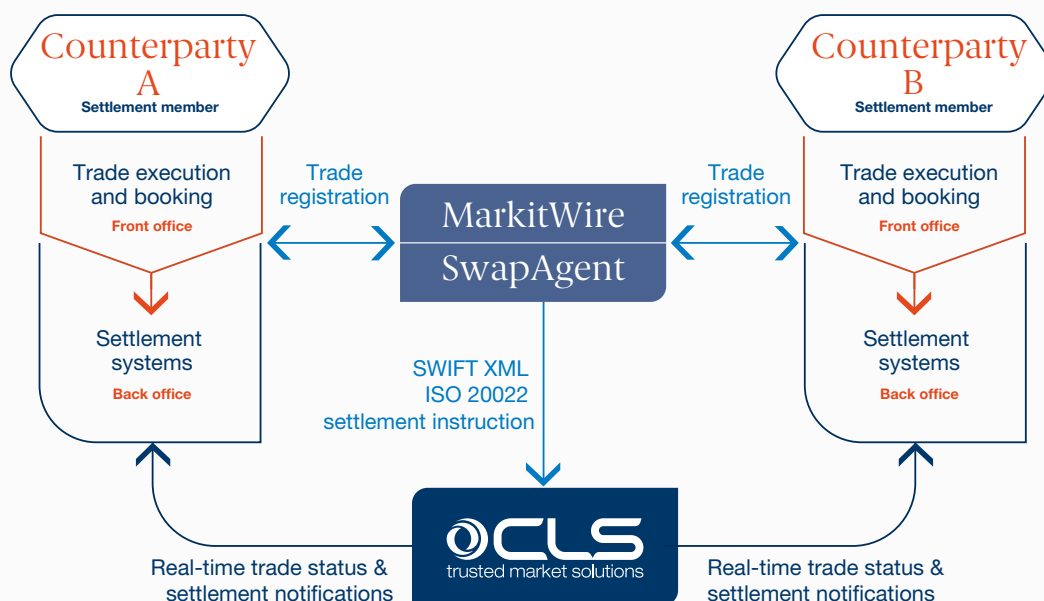 Counterparty
A
Settlement member
Trade execution
and booking
Front office
Settlement
systems
Back office
Trade
registration
MarkitWire
SwapAgent
Trade
registration
Counterparty
B
Settlement member
Trade execution
and booking
Front office
Settlement
systems
Back office
SWIFT XML
ISO 20022
settlement instruction
CLS
trusted market solutions
Real-time trade status &
settlement notifications
Real-time trade status &
settlement notifications